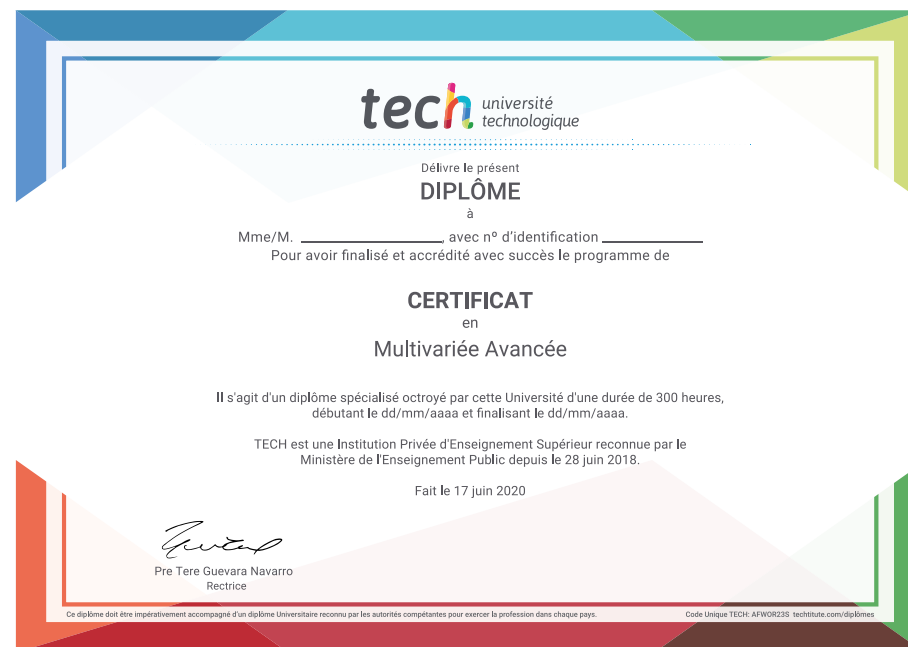 tech université
technologique
Délivre le présent
DIPLÔME
à
Mme/M. ____________________, avec nº d'identification ______________
Pour avoir finalisé et accrédité avec succès le programme de
CERTIFICAT
en
Multivariée Avancée
Il s'agit d'un diplôme spécialisé octroyé par cette Université d'une durée de 300 heures,
débutant le dd/mm/aaaa et finalisant le dd/mm/aaaa.
TECH est une Institution Privée d'Enseignement Supérieur reconnue par le
Ministère de l'Enseignement Public depuis le 28 juin 2018.
Fait le 17 juin 2020
Pre Tere Guevara Navarro
Rectrice
Ce diplôme doit être impérativement accompagné d'un diplôme Universitaire reconnu par les autorités compétantes pour exercer la profession dans chaque pays. Code Unique TECH: AFWOR23S techtitute.com/diplômes